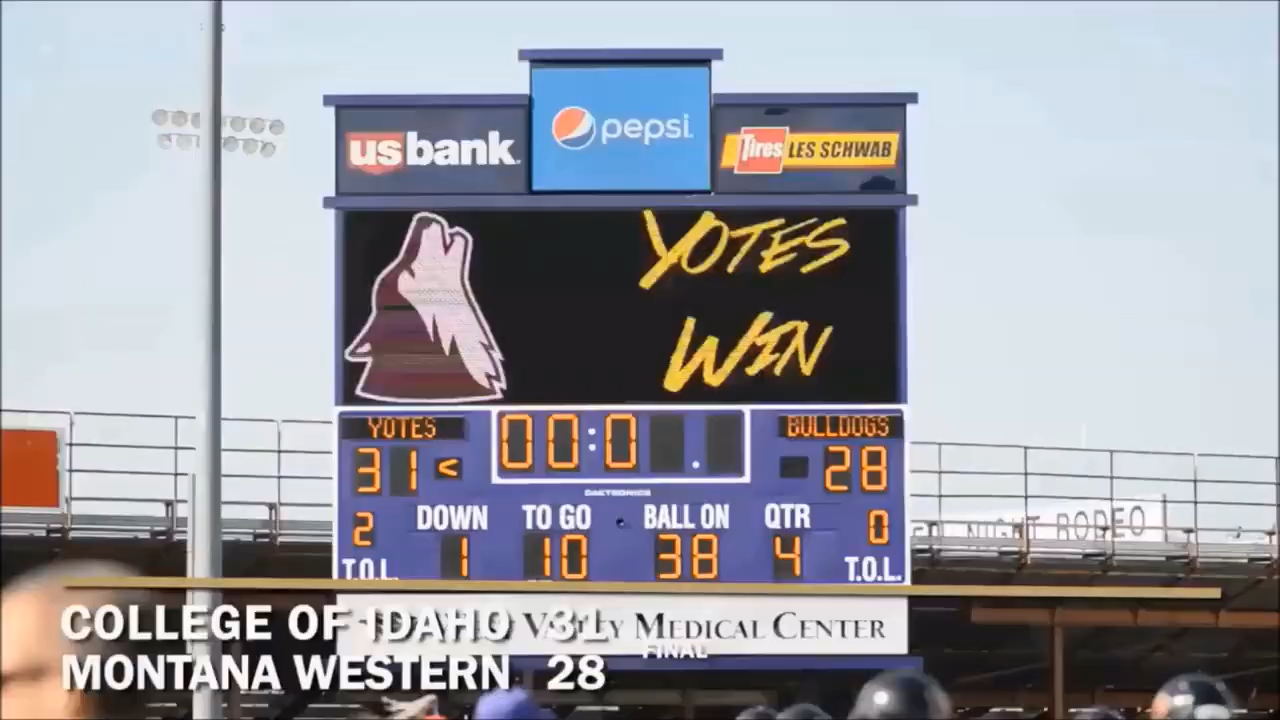 usbank.
pepsi.
Tires LES SCHWAB
YOTES
WIN
YOTES
00:0 .
BULLDOGS
31 <
28
DAKTRONICS
DOWN TO GO BALL ON QTR
2 1 10 38 4 0
T.O.L. T.O.L.
NIGHT RODEO
MEDICAL CENTER
COLLEGE OF IDAHO 31
FINAL
MONTANA WESTERN 28